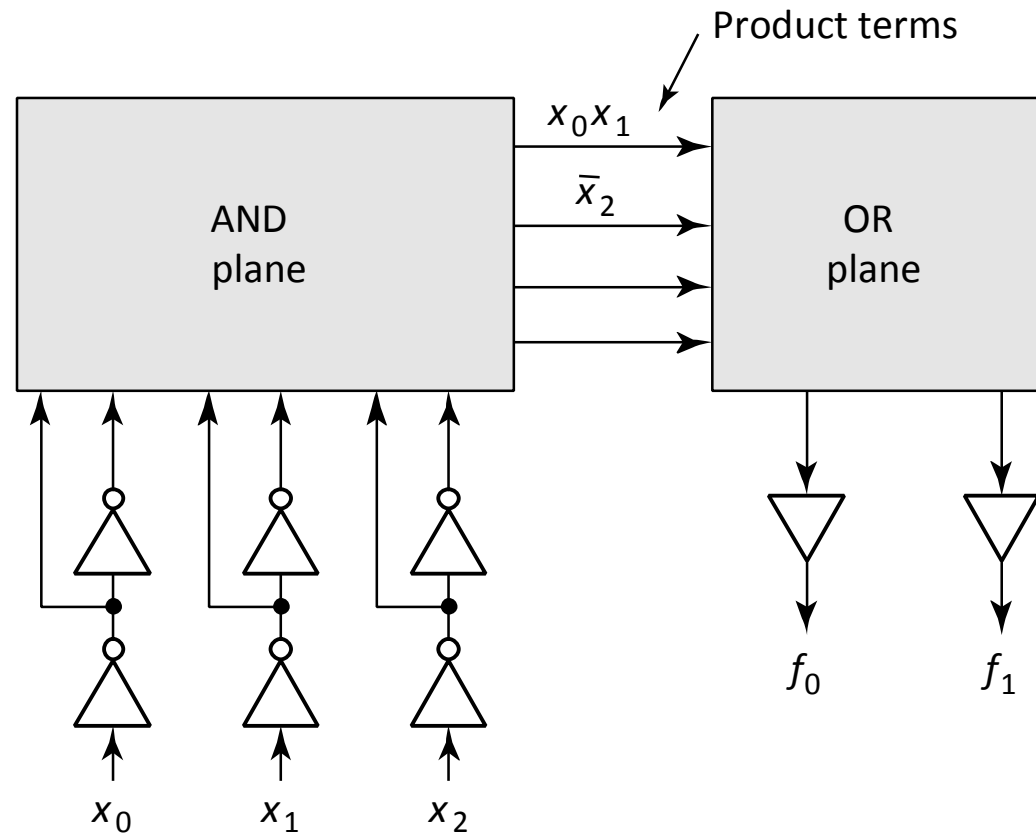 Product terms
x₀x₁
x̅₂
AND
plane
OR
plane
f₀
f₁
x₀
x₁
x₂